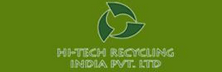 HI-TECH RECYCLING
INDIA PVT. LTD